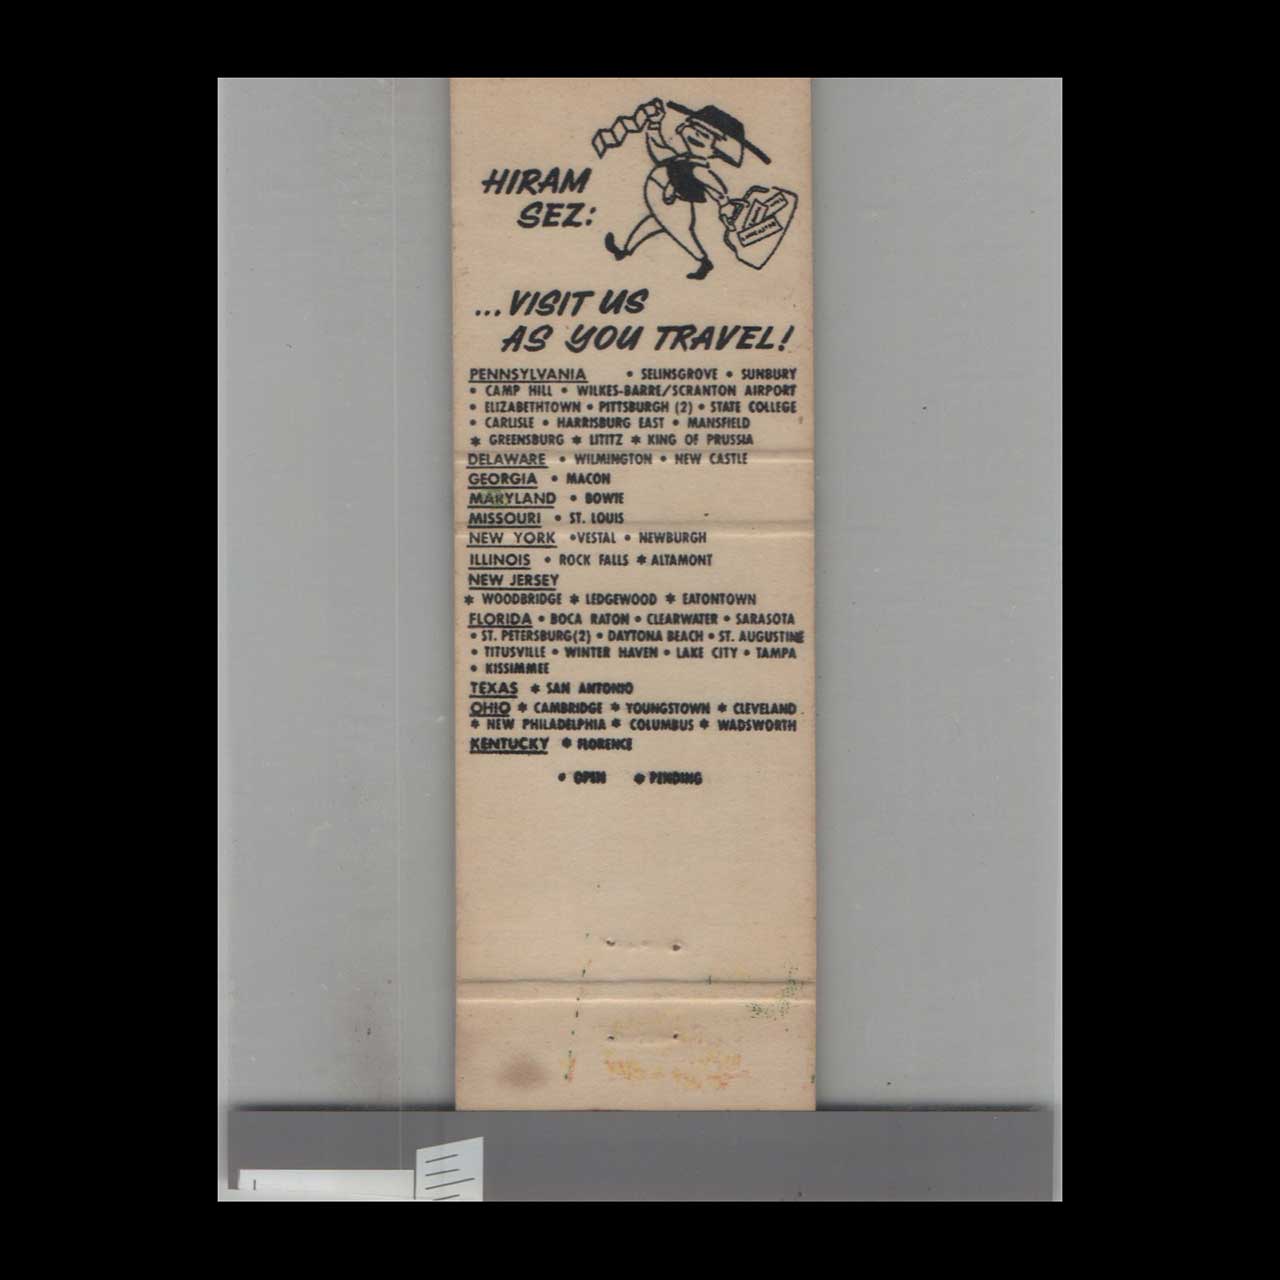 HIRAM
SEZ:
...VISIT US
AS YOU TRAVEL!
PENNSYLVANIA • SELINSGROVE • SUNBURY
• CAMP HILL • WILKES-BARRE/SCRANTON AIRPORT
• ELIZABETHTOWN • PITTSBURGH (2) • STATE COLLEGE
• CARLISLE • HARRISBURG EAST • MANSFIELD
* GREENSBURG * LITITZ * KING OF PRUSSIA
DELAWARE • WILMINGTON • NEW CASTLE
GEORGIA • MACON
MARYLAND • BOWIE
MISSOURI • ST. LOUIS
NEW YORK •VESTAL • NEWBURGH
ILLINOIS • ROCK FALLS * ALTAMONT
NEW JERSEY
* WOODBRIDGE * LEDGEWOOD * EATONTOWN
FLORIDA • BOCA RATON • CLEARWATER • SARASOTA
• ST. PETERSBURG(2) • DAYTONA BEACH • ST. AUGUSTINE
• TITUSVILLE • WINTER HAVEN • LAKE CITY • TAMPA
• KISSIMMEE
TEXAS * SAN ANTONIO
OHIO * CAMBRIDGE * YOUNGSTOWN * CLEVELAND
* NEW PHILADELPHIA * COLUMBUS * WADSWORTH
KENTUCKY * FLORENCE
• OPEN * PENDING